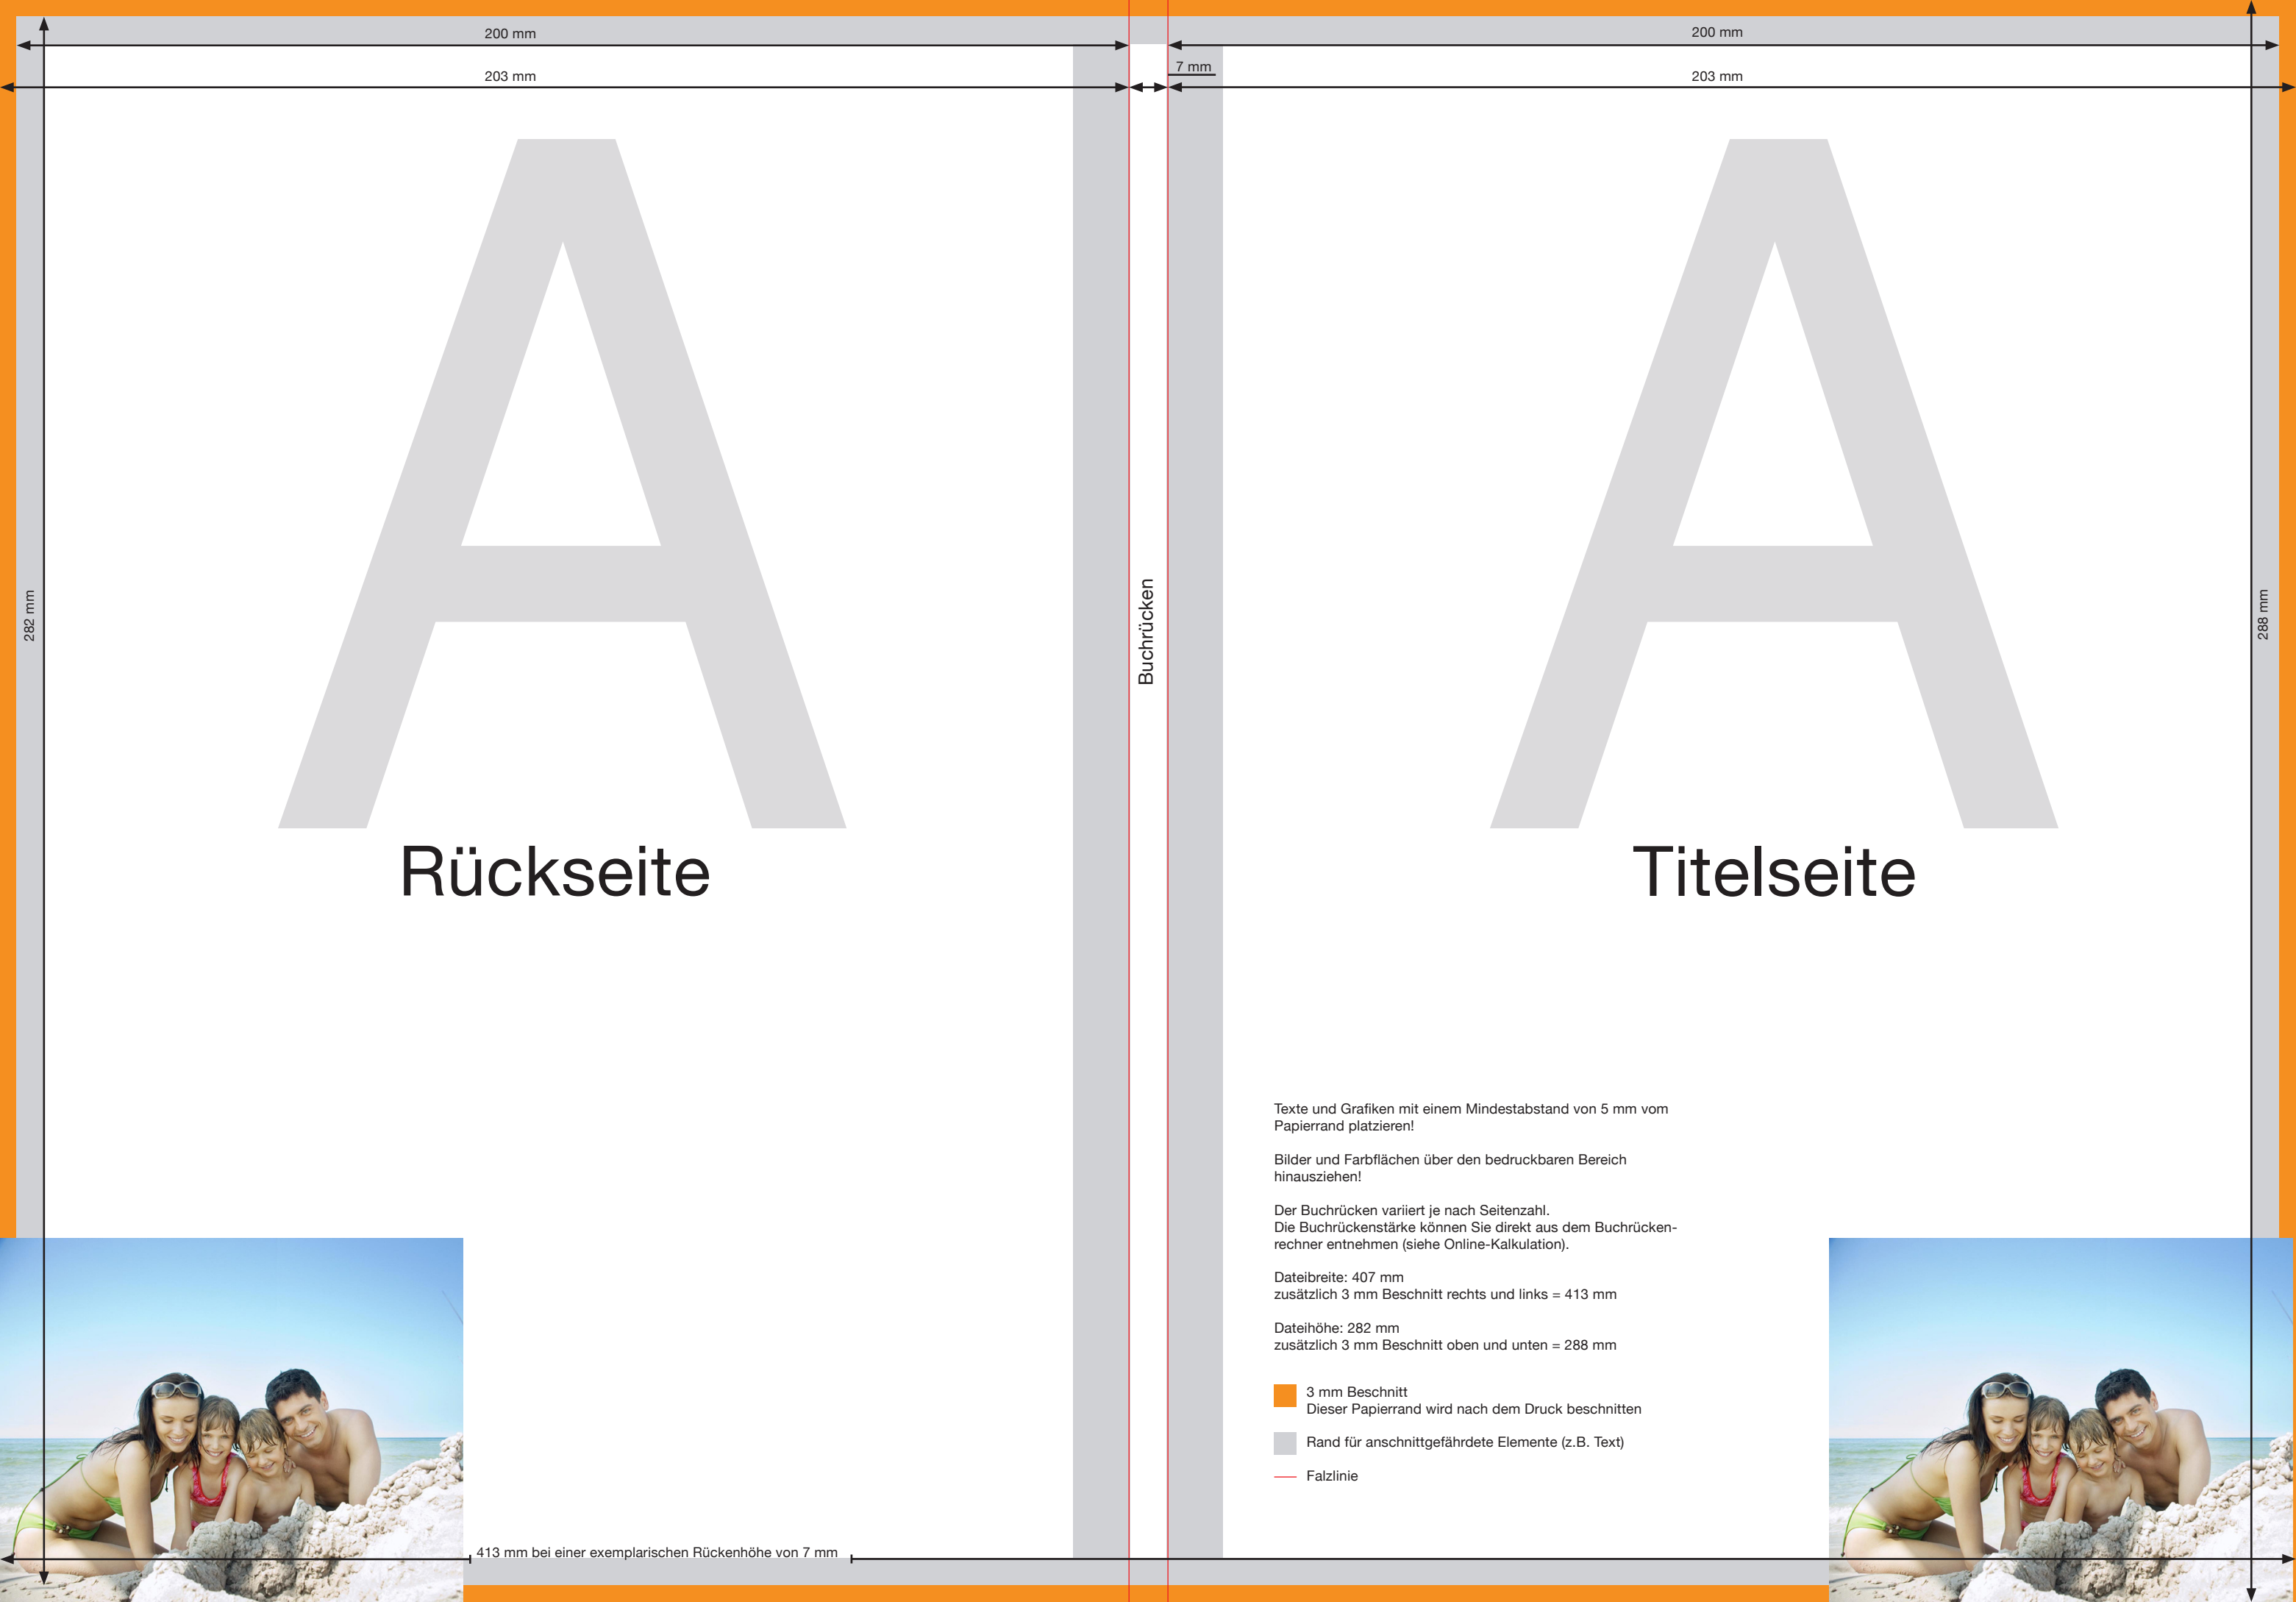 200 mm
200 mm
203 mm
7 mm
203 mm
A
A
282 mm
Buchrücken
288 mm
Rückseite
Titelseite
Texte und Grafiken mit einem Mindestabstand von 5 mm vom
Papierrand platzieren!
Bilder und Farbflächen über den bedruckbaren Bereich
hinausziehen!
Der Buchrücken variiert je nach Seitenzahl.
Die Buchrückenstärke können Sie direkt aus dem Buchrücken-
rechner entnehmen (siehe Online-Kalkulation).
Dateibreite: 407 mm
zusätzlich 3 mm Beschnitt rechts und links = 413 mm
Dateihöhe: 282 mm
zusätzlich 3 mm Beschnitt oben und unten = 288 mm
3 mm Beschnitt
Dieser Papierrand wird nach dem Druck beschnitten
Rand für anschnittgefährdete Elemente (z.B. Text)
Falzlinie
413 mm bei einer exemplarischen Rückenhöhe von 7 mm